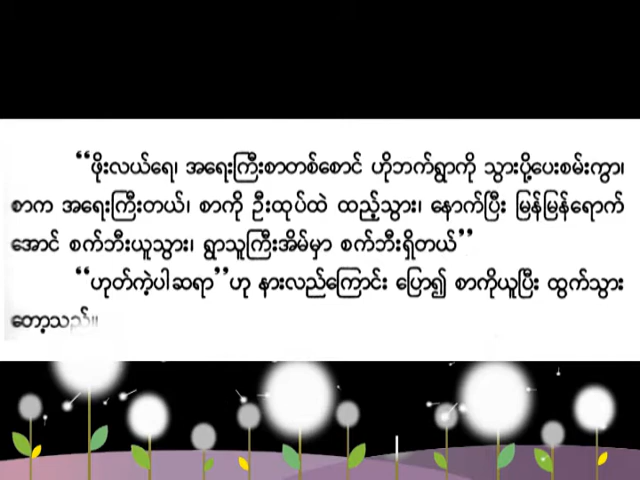 “ဖိုးလယ်ရေ၊ အရေးကြီးစာတစ်စောင် ဟိုဘက်ရွာကို သွားပို့ပေးစမ်းကွာ၊
စာက အရေးကြီးတယ်၊ စာကို ဦးထုပ်ထဲ ထည့်သွား၊ နောက်ပြီး မြန်မြန်ရောက်
အောင် စက်ဘီးယူသွား၊ ရွာသူကြီးအိမ်မှာ စက်ဘီးရှိတယ်”
“ဟုတ်ကဲ့ပါဆရာ”ဟု နားလည်ကြောင်း ပြော၍ စာကိုယူပြီး ထွက်သွား
တော့သည်။